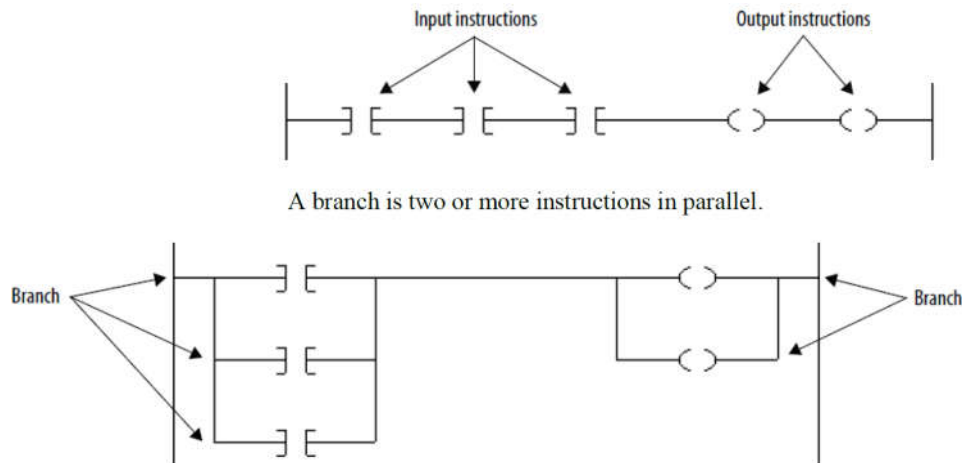 Input instructions
Output instructions
A branch is two or more instructions in parallel.
Branch
Branch